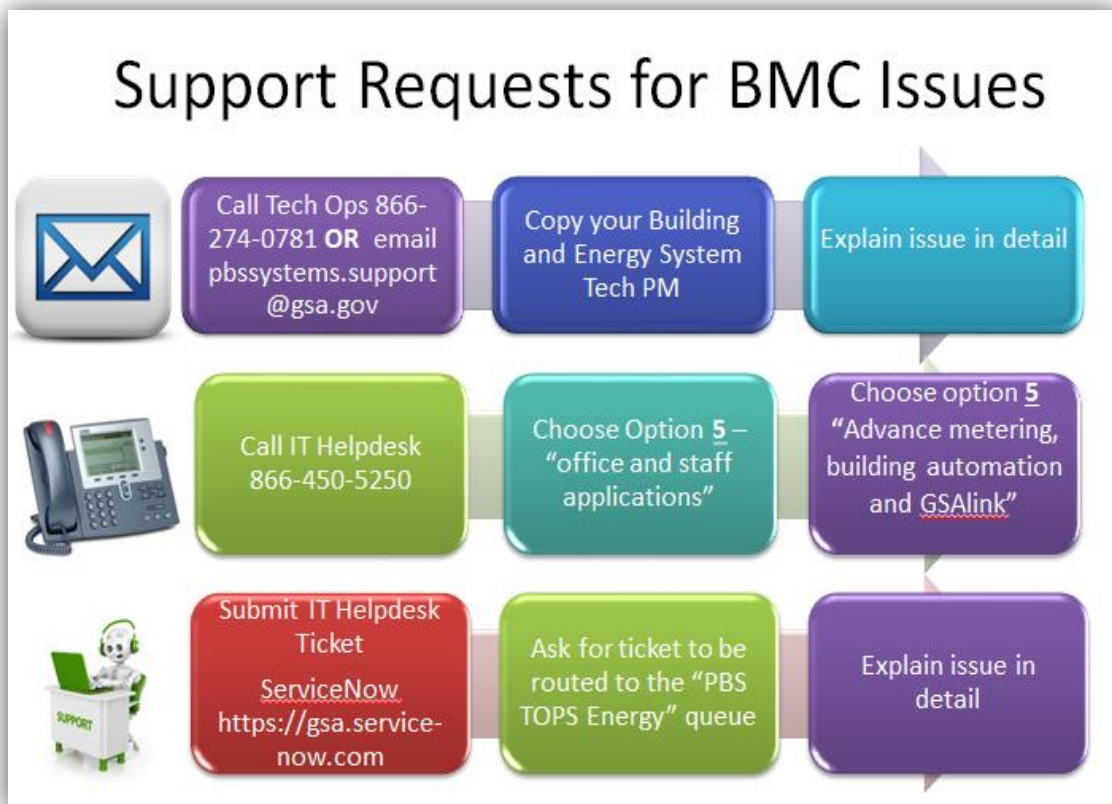 Support Requests for BMC Issues
Call Tech Ops 866-
274-0781 OR email
pbssystems.support
@gsa.gov
Copy your Building
and Energy System
Tech PM
Explain issue in detail
Call IT Helpdesk
866-450-5250
Choose Option 5 –
“office and staff
applications”
Choose option 5
“Advance metering,
building automation
and GSAlink”
Submit IT Helpdesk
Ticket
ServiceNow
https://gsa.service-
now.com
Ask for ticket to be
routed to the “PBS
TOPS Energy” queue
Explain issue in
detail
SUPPORT